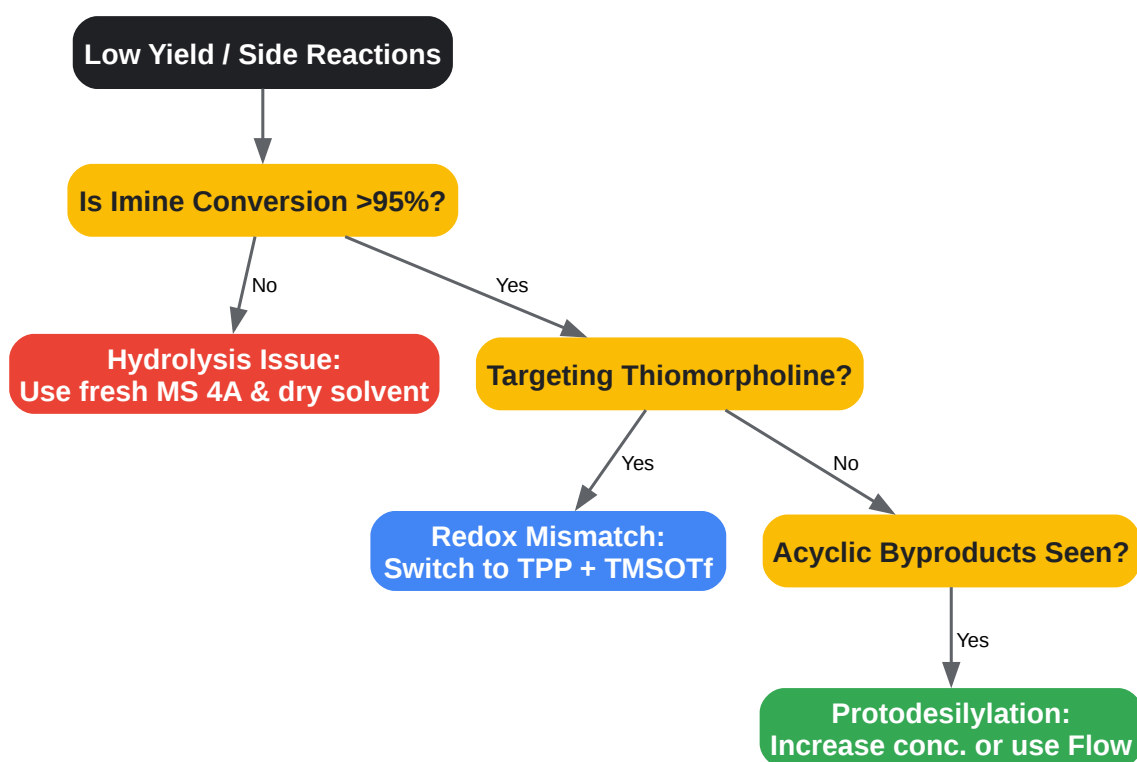 Low Yield / Side Reactions
Is Imine Conversion >95%?
No
Yes
Hydrolysis Issue:
Use fresh MS 4A & dry solvent
Targeting Thiomorpholine?
Yes
No
Redox Mismatch:
Switch to TPP + TMSOTf
Acyclic Byproducts Seen?
Yes
Protodesilylation:
Increase conc. or use Flow